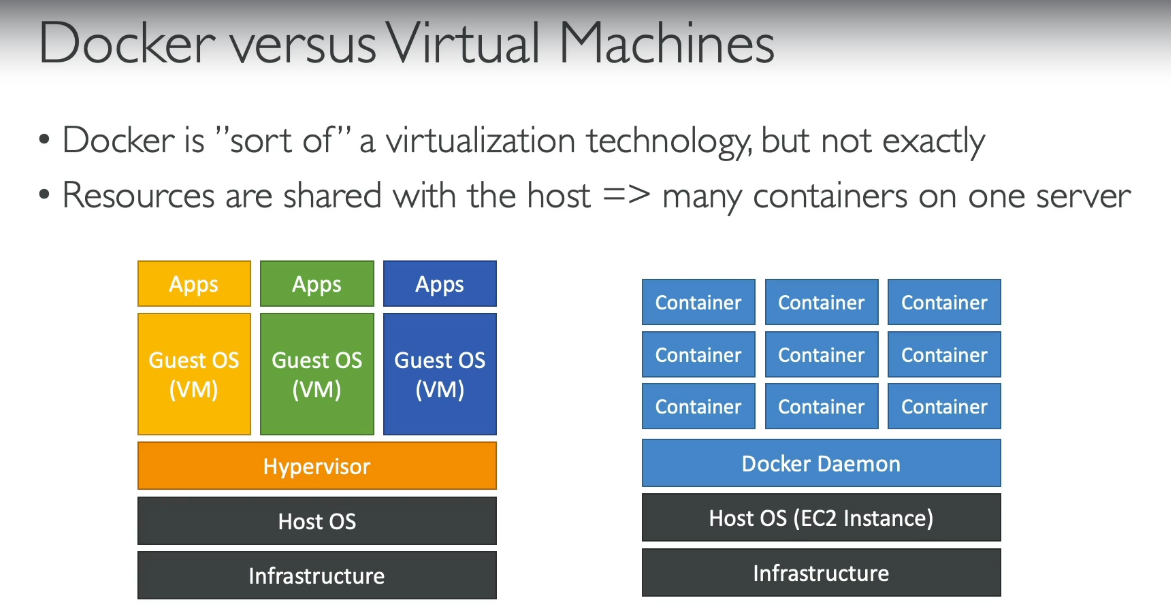 Docker versus Virtual Machines
• Docker is ”sort of” a virtualization technology, but not exactly
• Resources are shared with the host => many containers on one server
Apps Apps Apps
Guest OS Guest OS Guest OS
(VM) (VM) (VM)
Hypervisor
Host OS
Infrastructure
Container Container Container
Container Container Container
Container Container Container
Docker Daemon
Host OS (EC2 Instance)
Infrastructure